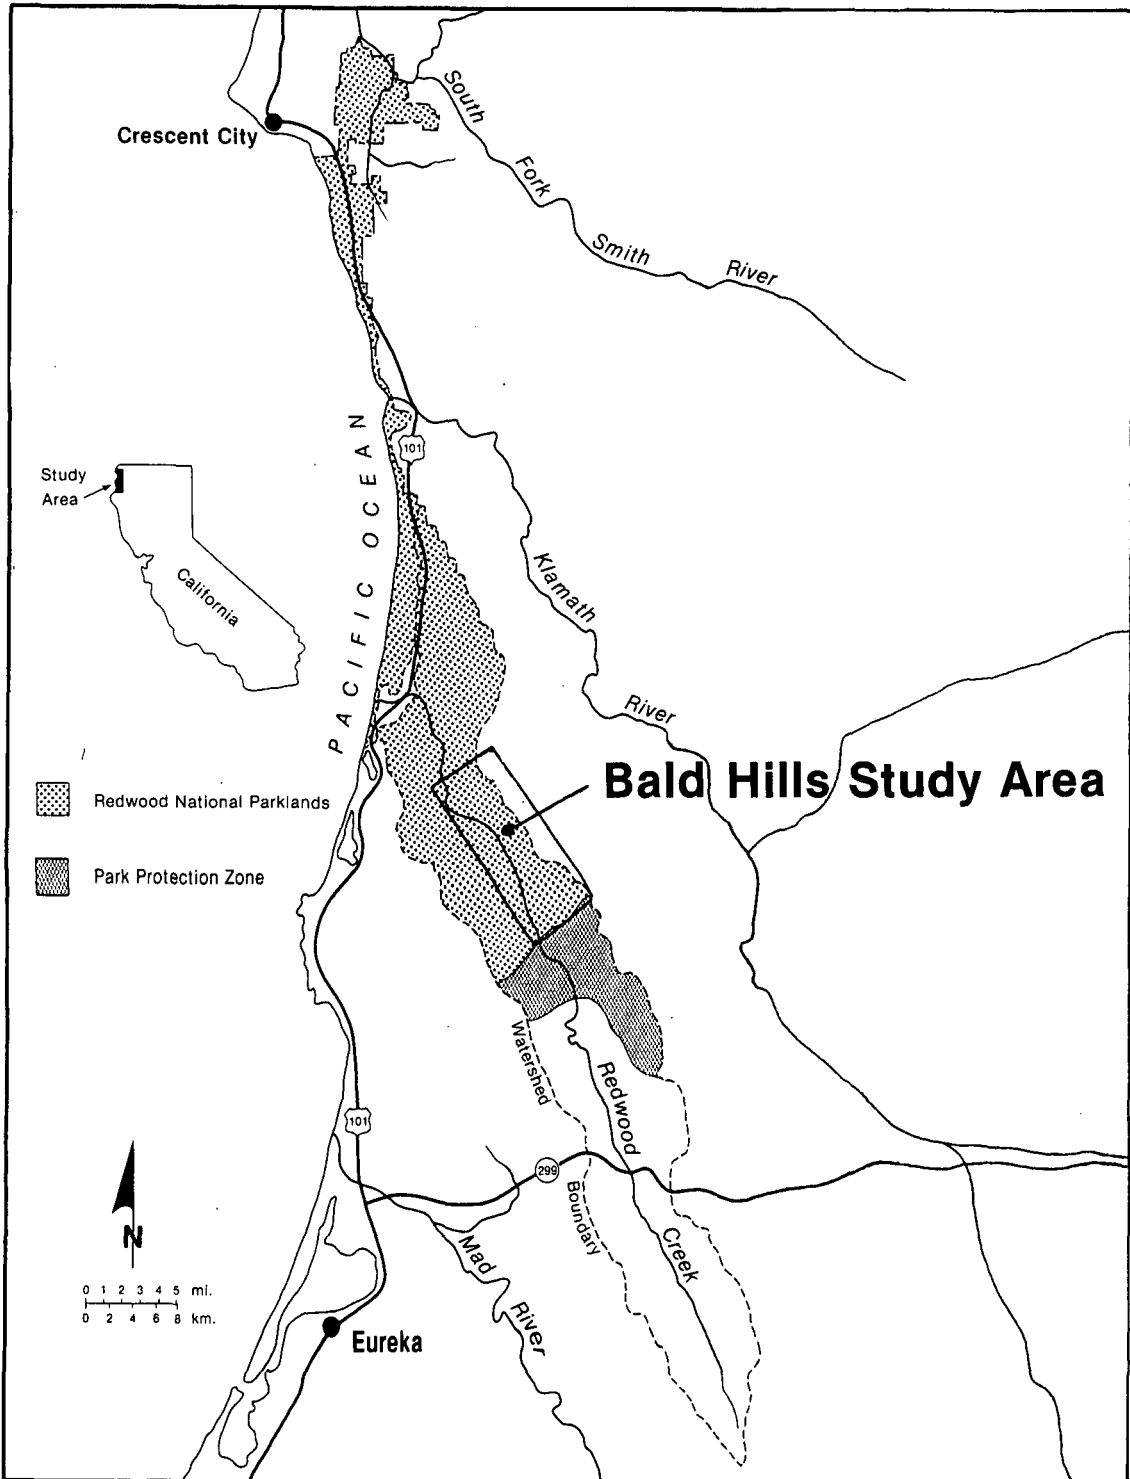 Crescent City
South
Fork
Smith
River
PACIFIC OCEAN
101
Study
Area
California
Klamath
River
Bald Hills Study Area
Redwood National Parklands
Park Protection Zone
Watershed
Boundary
Redwood
Creek
101
299
N
Mad
River
0 1 2 3 4 5 mi.
0 2 4 6 8 km.
Eureka